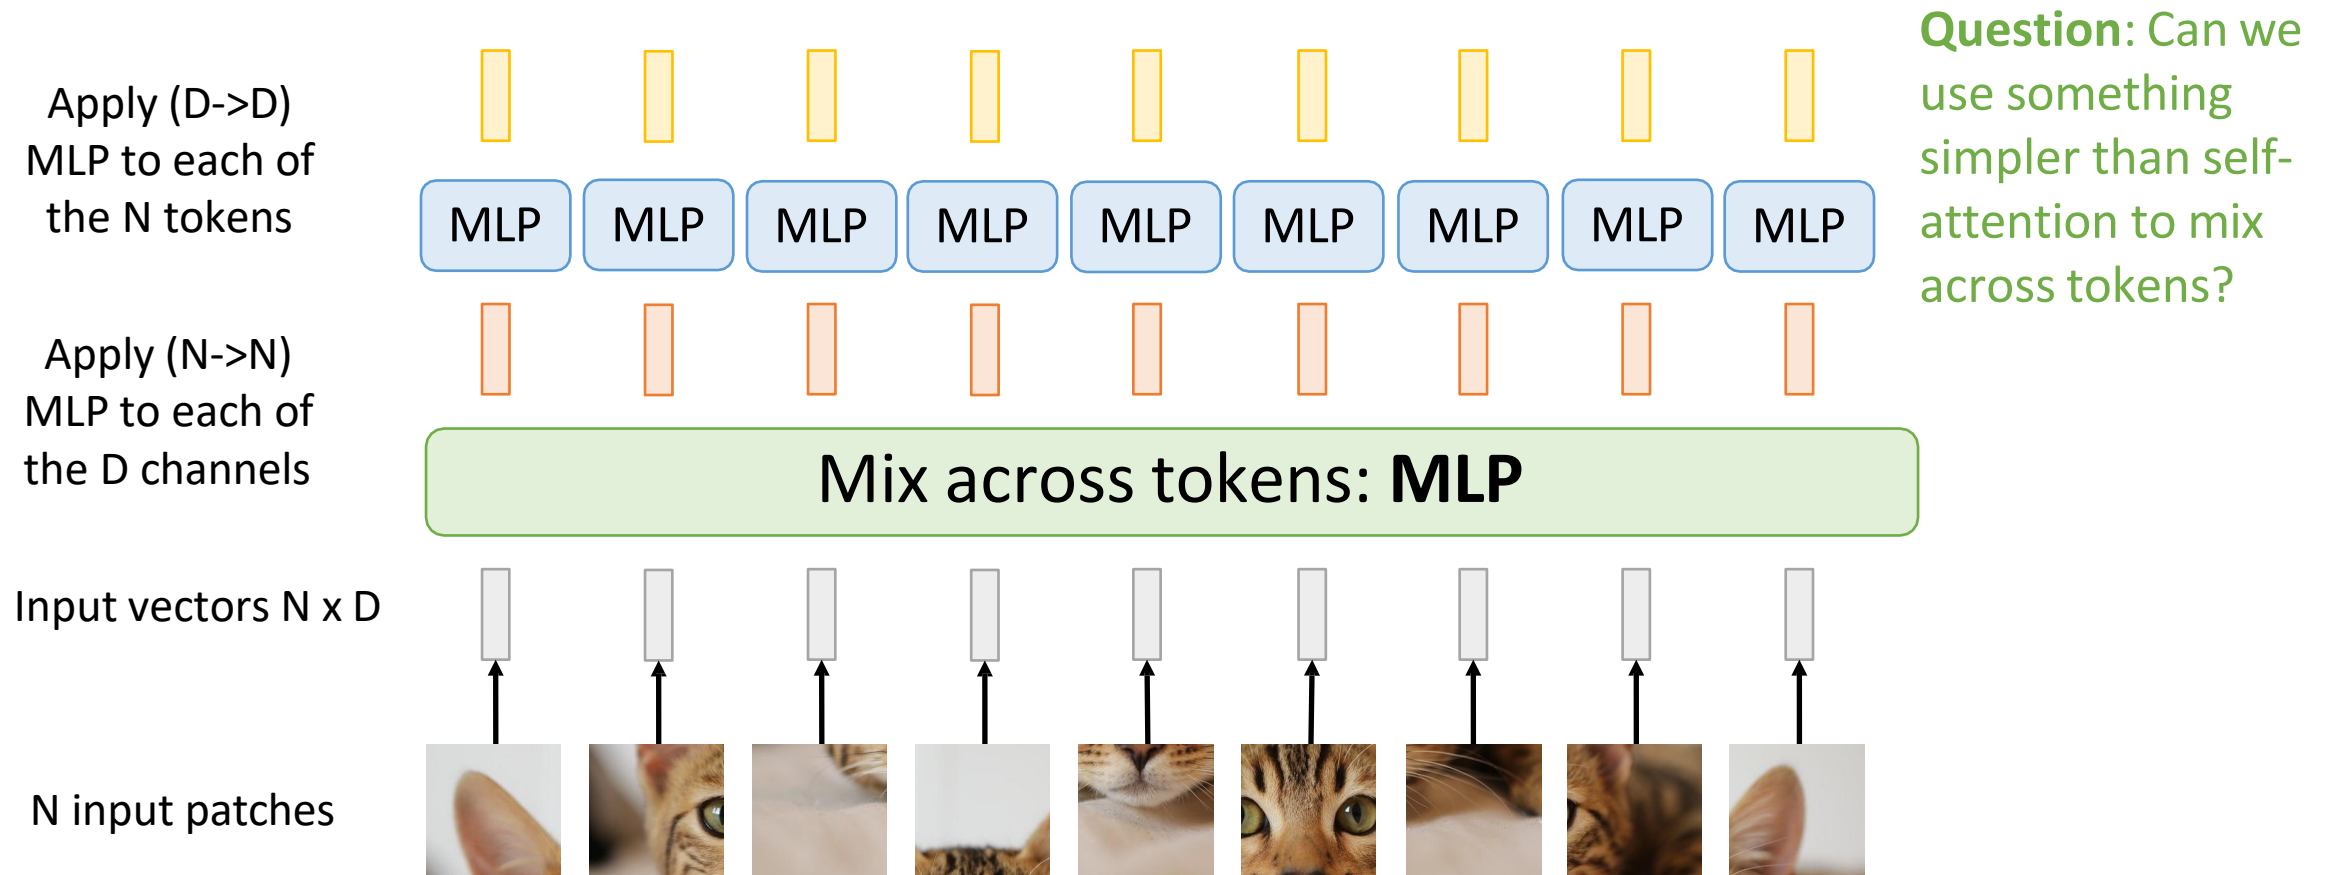 Apply (D->D)
MLP to each of
the N tokens
MLP MLP MLP MLP MLP MLP MLP MLP MLP
Question: Can we
use something
simpler than self-
attention to mix
across tokens?
Apply (N->N)
MLP to each of
the D channels
Mix across tokens: MLP
Input vectors N x D
N input patches